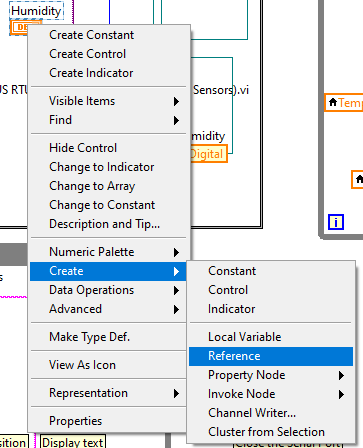 Humidity
Create Constant
Create Control
Create Indicator
US RTU
Sensors).vi
Visible Items
Find
midity
Digital
Temp
Hide Control
Change to Indicator
Change to Array
Change to Constant
Description and Tip...
i
Numeric Palette
Create
Data Operations
Advanced
Constant
Control
Indicator
Make Type Def.
Local Variable
View As Icon
Reference
Property Node
Representation
Invoke Node
Channel Writer...
Properties
Cluster from Selection
sition
Display text
(Close the Serial Port